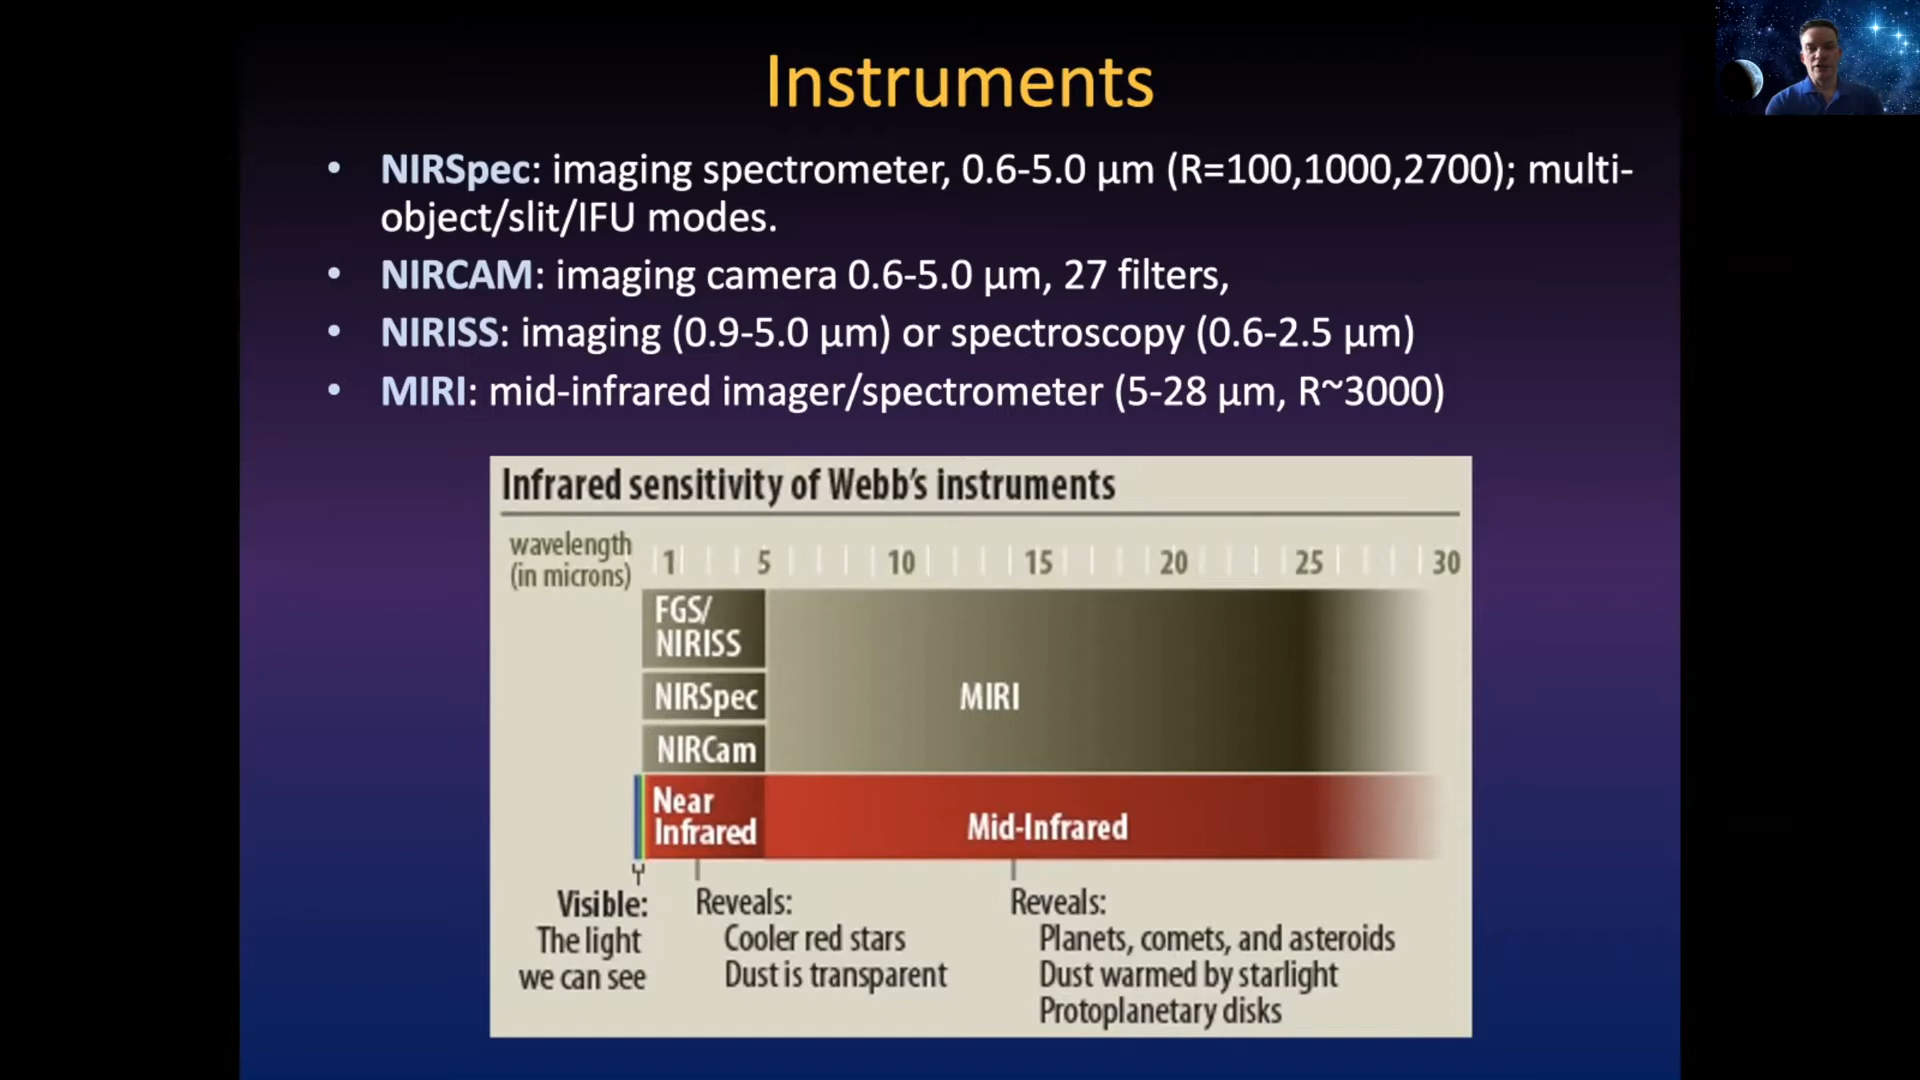 Instruments
• NIRSpec: imaging spectrometer, 0.6-5.0 µm (R=100,1000,2700); multi-
object/slit/IFU modes.
• NIRCAM: imaging camera 0.6-5.0 µm, 27 filters,
• NIRISS: imaging (0.9-5.0 µm) or spectroscopy (0.6-2.5 µm)
• MIRI: mid-infrared imager/spectrometer (5-28 µm, R~3000)
Infrared sensitivity of Webb's instruments
wavelength
(in microns)
1 5 10 15 20 25 30
FGS/
NIRISS
NIRSpec
MIRI
NIRCam
Near
Infrared
Mid-Infrared
Visible:
The light
we can see
Reveals:
Cooler red stars
Dust is transparent
Reveals:
Planets, comets, and asteroids
Dust warmed by starlight
Protoplanetary disks